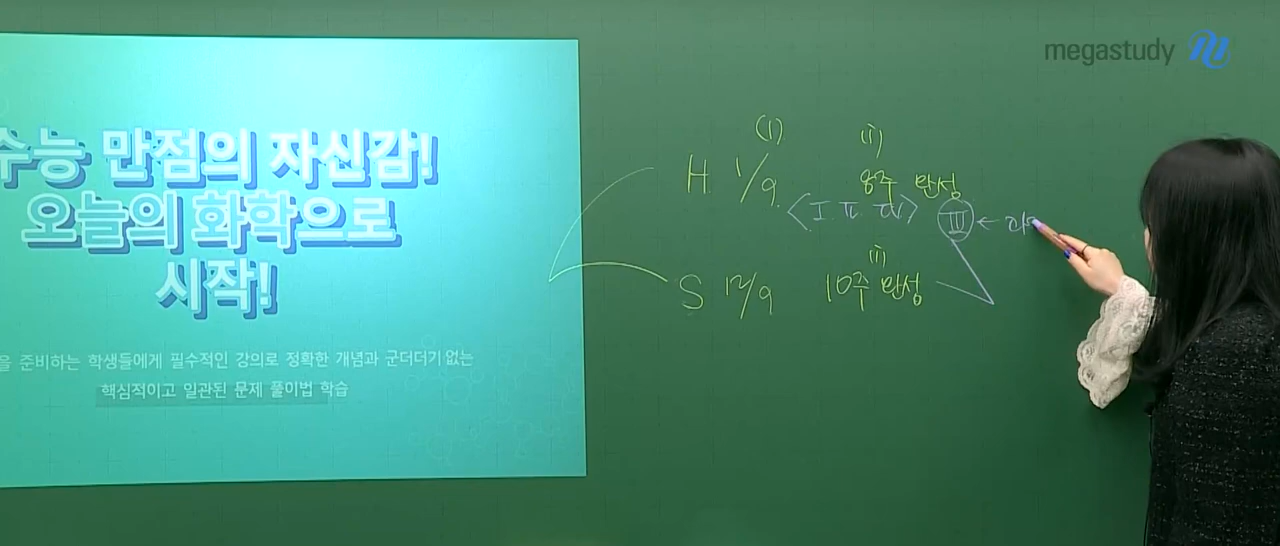 megastudy
수능 만점의 자신감!
오늘의 화학으로
시작!
을 준비하는 학생들에게 필수적인 강의로 정확한 개념과 군더더기 없는
핵심적이고 일관된 문제 풀이법 학습
(i) (ii)
H 1/9 8주 완성
<I II IV> III ←
(ii)
S 12/9 10주 완성